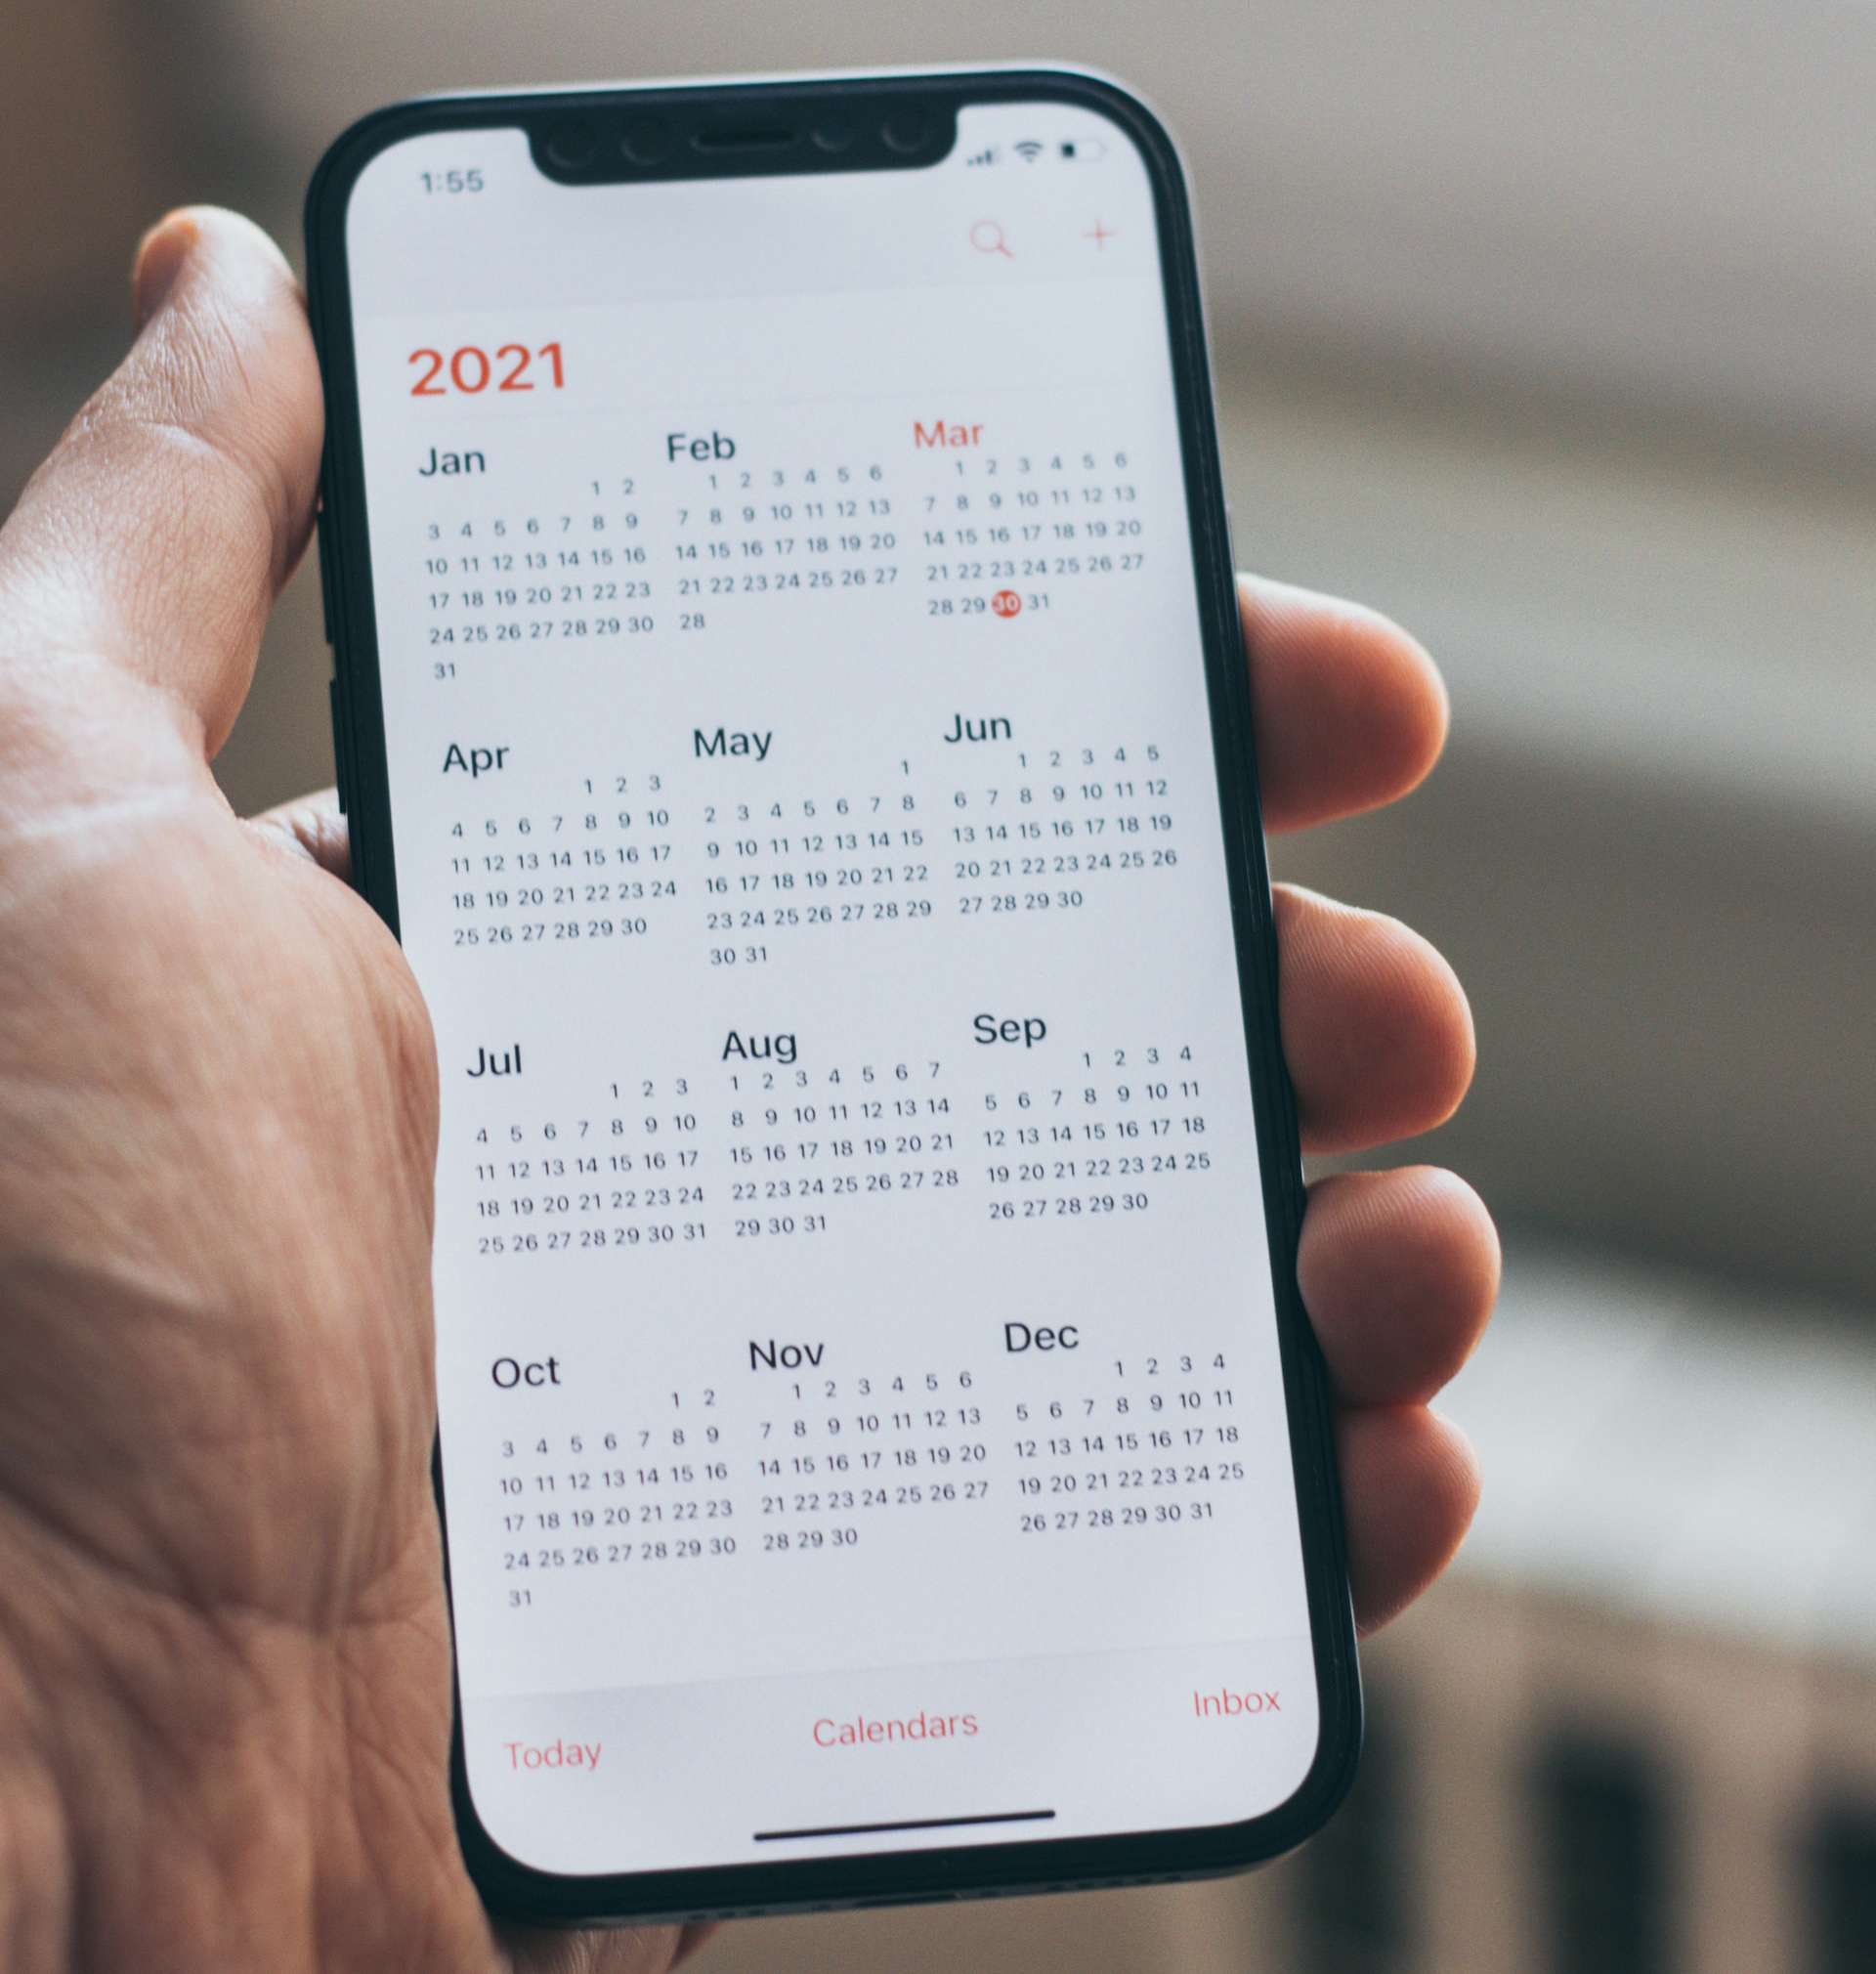 1:55
2021
Jan Feb Mar
1 2
3 4 5 6 7 8 9
10 11 12 13 14 15 16
17 18 19 20 21 22 23
24 25 26 27 28 29 30
31
1 2 3 4 5 6
7 8 9 10 11 12 13
14 15 16 17 18 19 20
21 22 23 24 25 26 27
28
1 2 3 4 5 6
7 8 9 10 11 12 13
14 15 16 17 18 19 20
21 22 23 24 25 26 27
28 29 30 31
Apr May Jun
1 2 3
4 5 6 7 8 9 10
11 12 13 14 15 16 17
18 19 20 21 22 23 24
25 26 27 28 29 30
1
2 3 4 5 6 7 8
9 10 11 12 13 14 15
16 17 18 19 20 21 22
23 24 25 26 27 28 29
30 31
1 2 3 4 5
6 7 8 9 10 11 12
13 14 15 16 17 18 19
20 21 22 23 24 25 26
27 28 29 30
Jul Aug Sep
1 2 3
4 5 6 7 8 9 10
11 12 13 14 15 16 17
18 19 20 21 22 23 24
25 26 27 28 29 30 31
1 2 3 4 5 6 7
8 9 10 11 12 13 14
15 16 17 18 19 20 21
22 23 24 25 26 27 28
29 30 31
1 2 3 4
5 6 7 8 9 10 11
12 13 14 15 16 17 18
19 20 21 22 23 24 25
26 27 28 29 30
Oct Nov Dec
1 2
3 4 5 6 7 8 9
10 11 12 13 14 15 16
17 18 19 20 21 22 23
24 25 26 27 28 29 30
31
1 2 3 4 5 6
7 8 9 10 11 12 13
14 15 16 17 18 19 20
21 22 23 24 25 26 27
28 29 30
1 2 3 4
5 6 7 8 9 10 11
12 13 14 15 16 17 18
19 20 21 22 23 24 25
26 27 28 29 30 31
Today Calendars Inbox